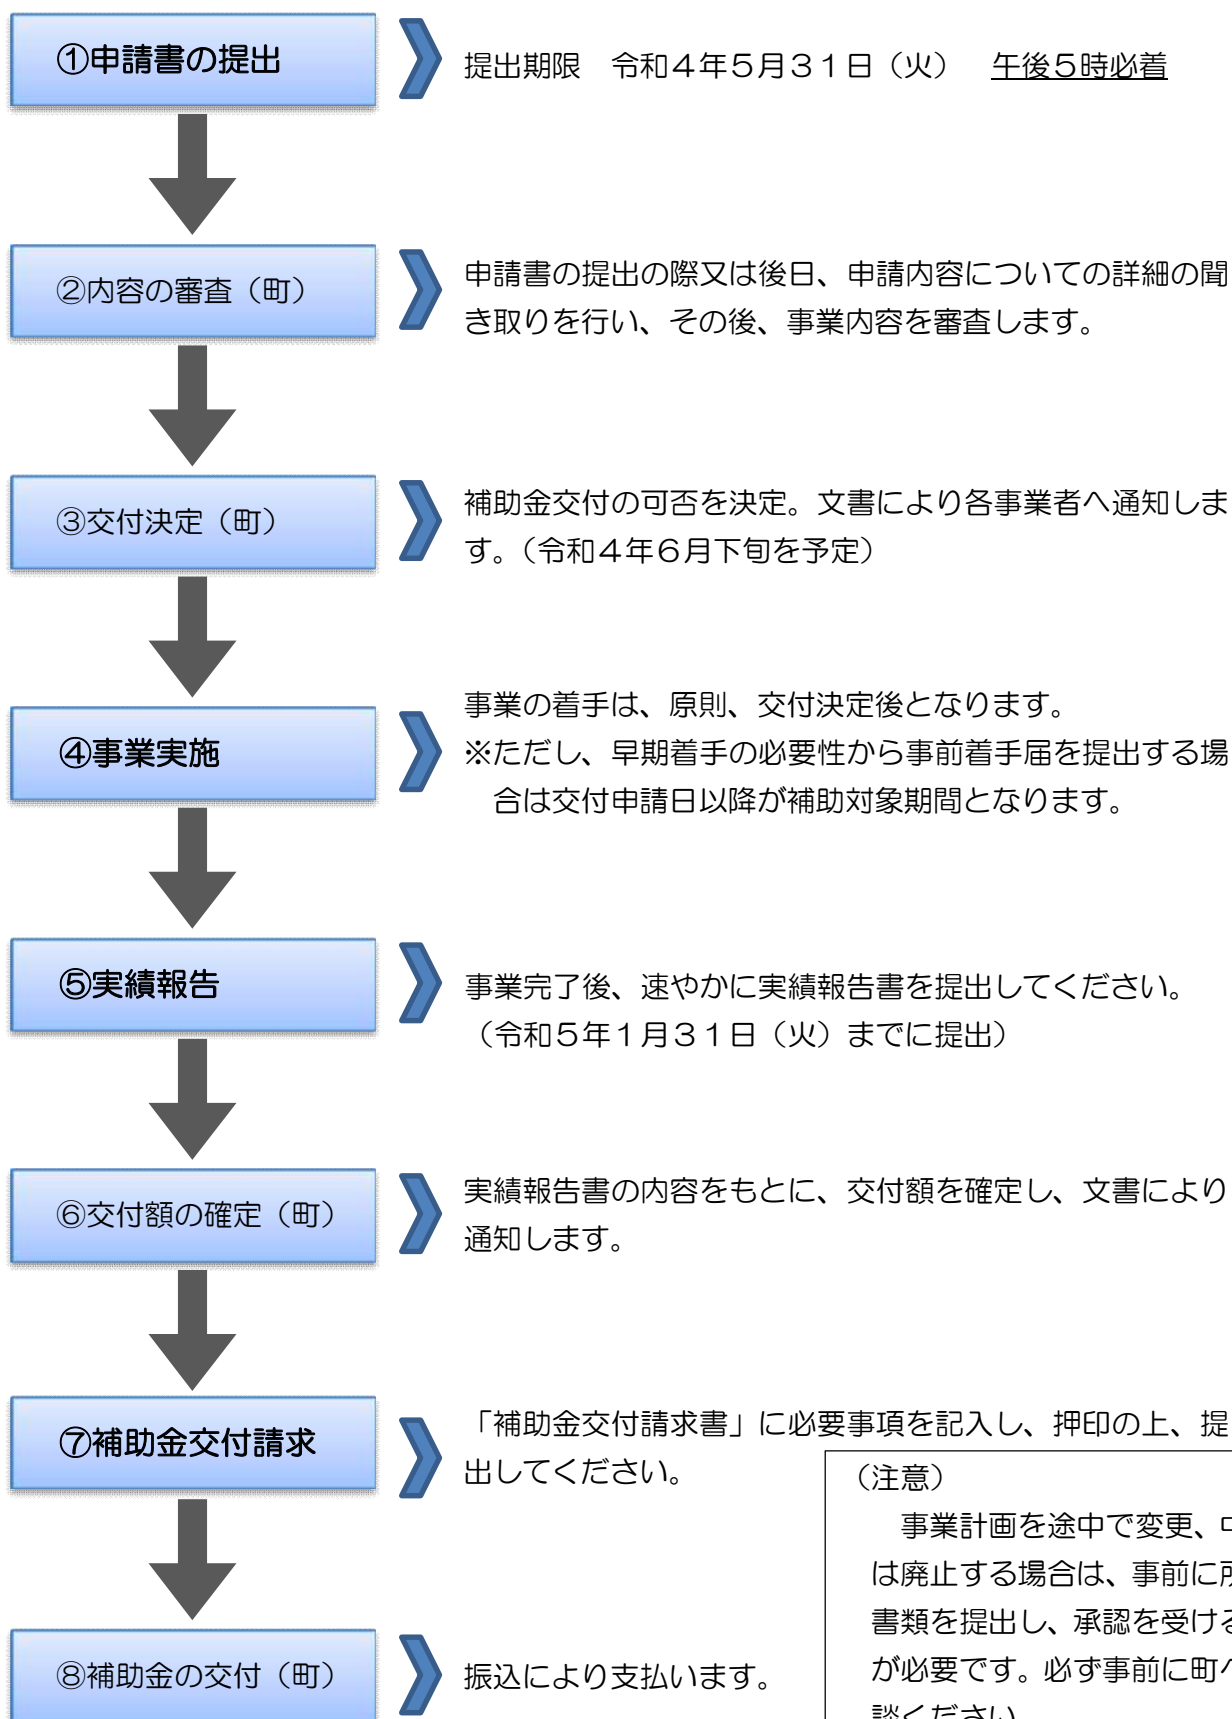 ①申請書の提出
提出期限　令和４年５月３１日（火）　午後５時必着
②内容の審査（町）
申請書の提出の際又は後日、申請内容についての詳細の聞
き取りを行い、その後、事業内容を審査します。
③交付決定（町）
補助金交付の可否を決定。文書により各事業者へ通知しま
す。（令和４年６月下旬を予定）
④事業実施
事業の着手は、原則、交付決定後となります。
※ただし、早期着手の必要性から事前着手届を提出する場
合は交付申請日以降が補助対象期間となります。
⑤実績報告
事業完了後、速やかに実績報告書を提出してください。
（令和５年１月３１日（火）までに提出）
⑥交付額の確定（町）
実績報告書の内容をもとに、交付額を確定し、文書により
通知します。
⑦補助金交付請求
「補助金交付請求書」に必要事項を記入し、押印の上、提
出してください。
⑧補助金の交付（町）
振込により支払います。
（注意）
事業計画を途中で変更、
は廃止する場合は、事前に
書類を提出し、承認を受ける
が必要です。必ず事前に町へ
談ください